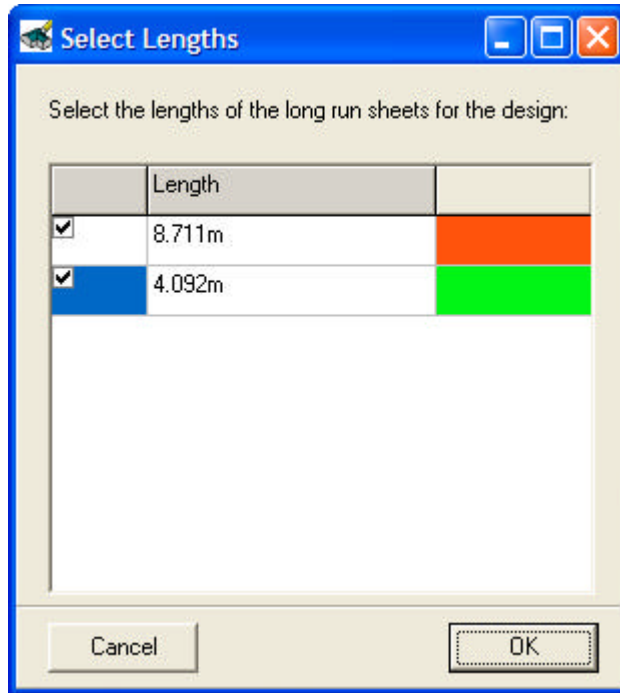 Select Lengths
Select the lengths of the long run sheets for the design:
Length
8.711m
4.092m
Cancel OK